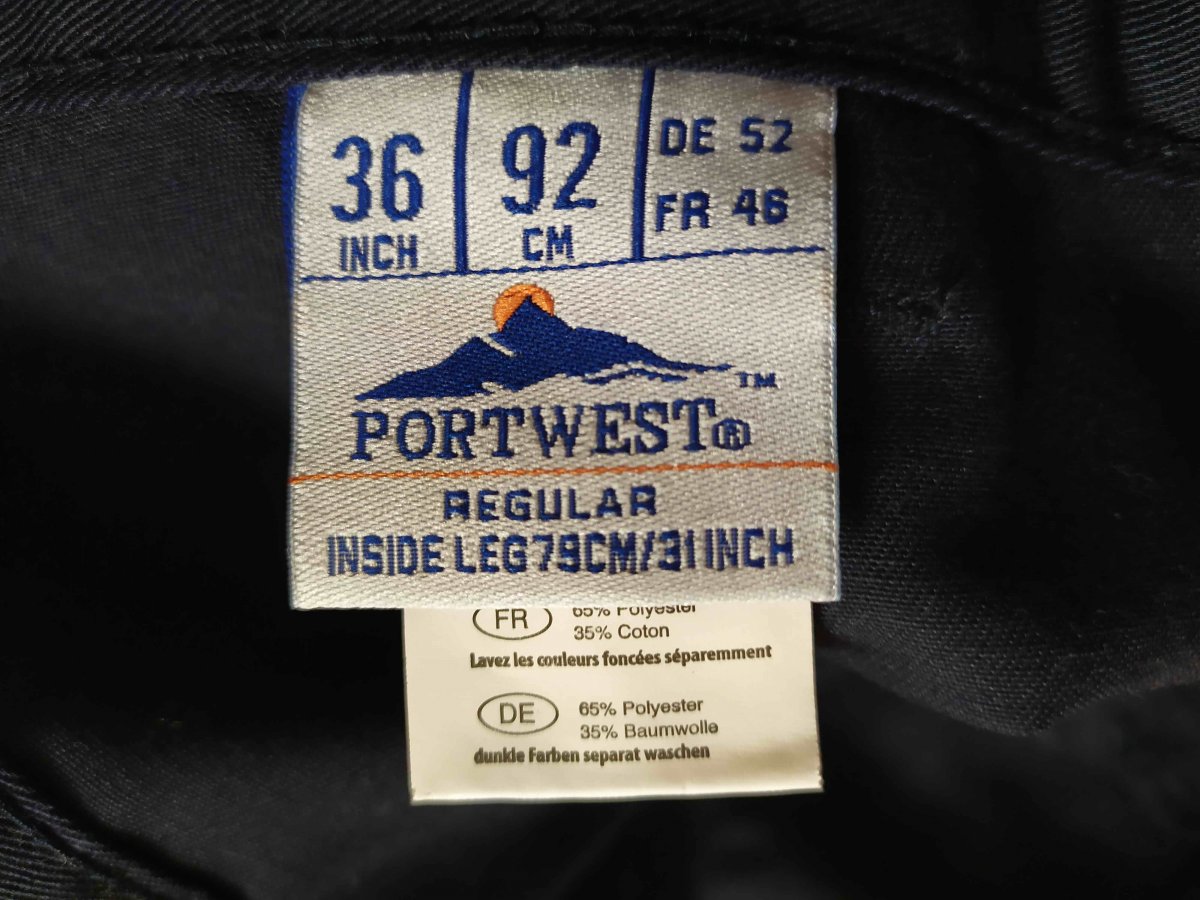 36 INCH
92 CM
DE 52
FR 46
TM
PORTWEST®
REGULAR
INSIDE LEG 79CM/31 INCH
FR
65% Polyester
35% Coton
Lavez les couleurs foncées séparemment
DE
65% Polyester
35% Baumwolle
dunkle Farben separat waschen